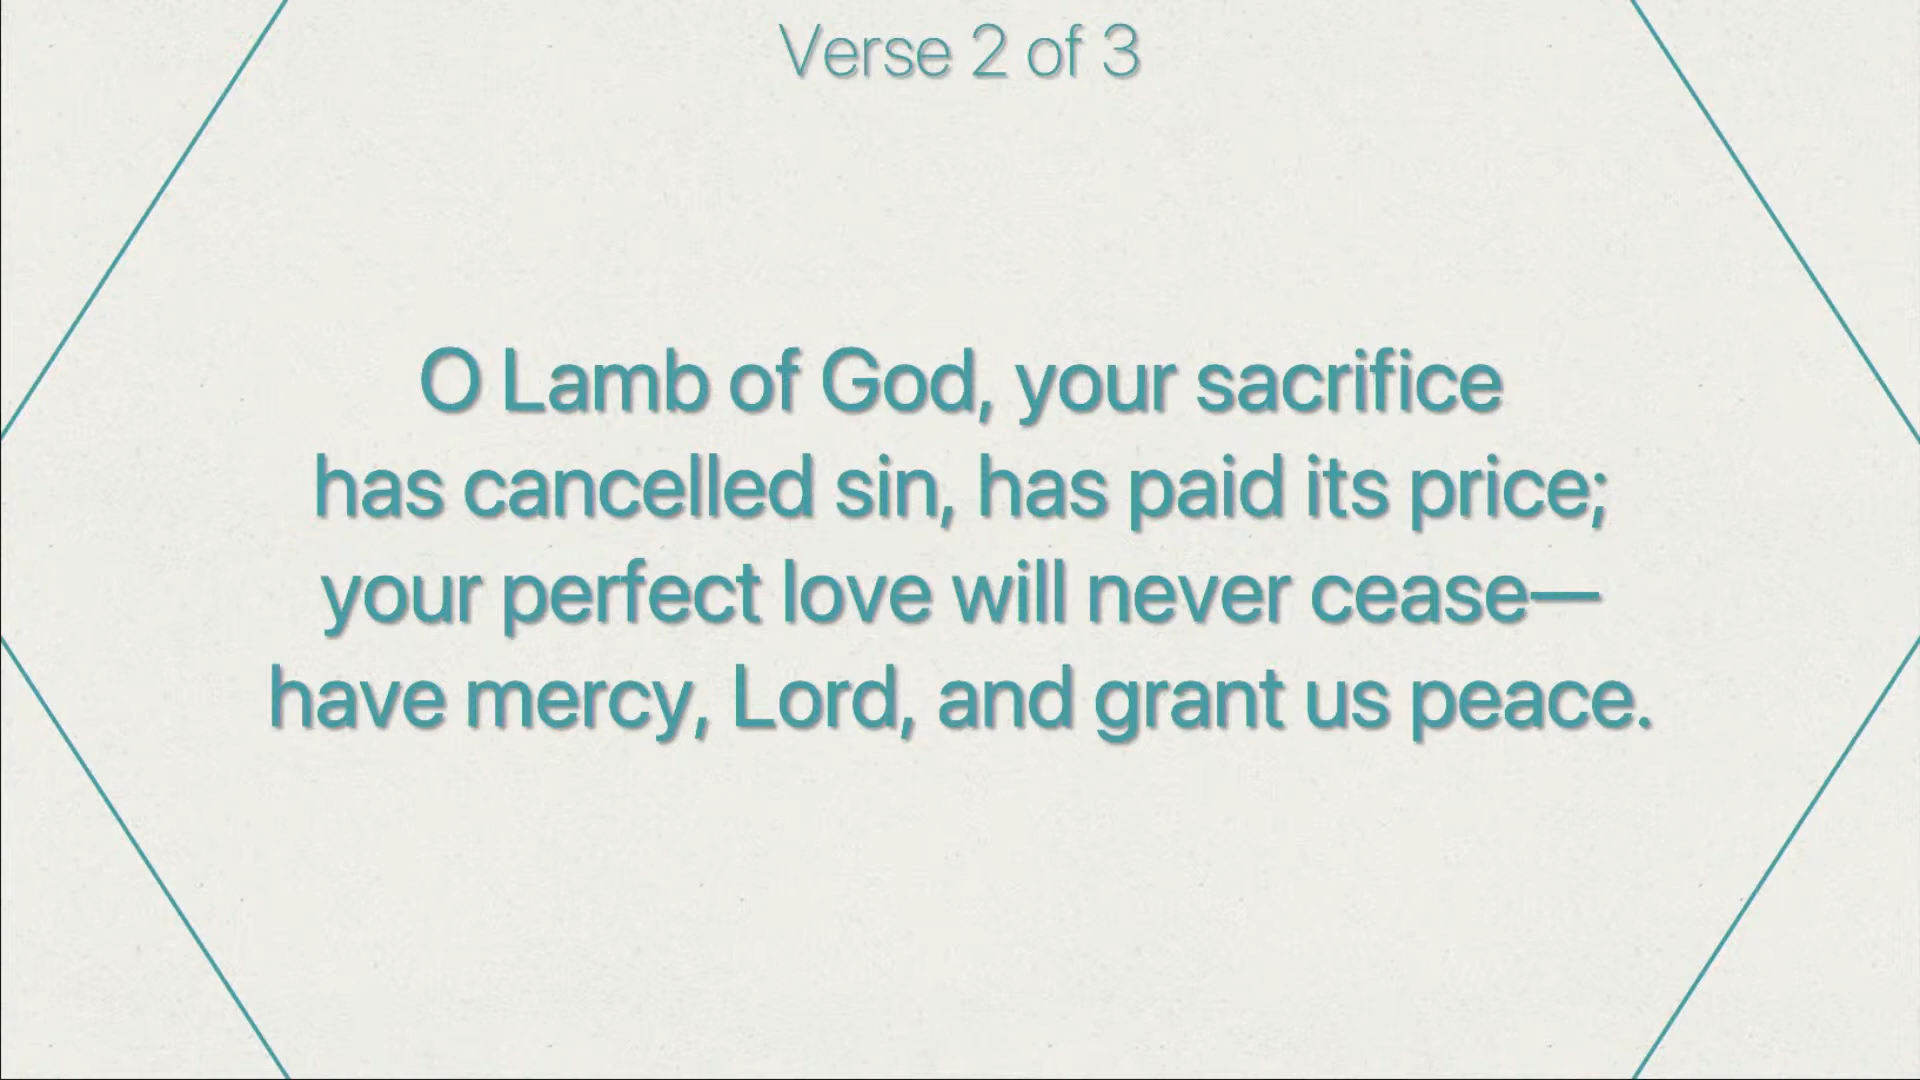 Verse 2 of 3
O Lamb of God, your sacrifice
has cancelled sin, has paid its price;
your perfect love will never cease—
have mercy, Lord, and grant us peace.